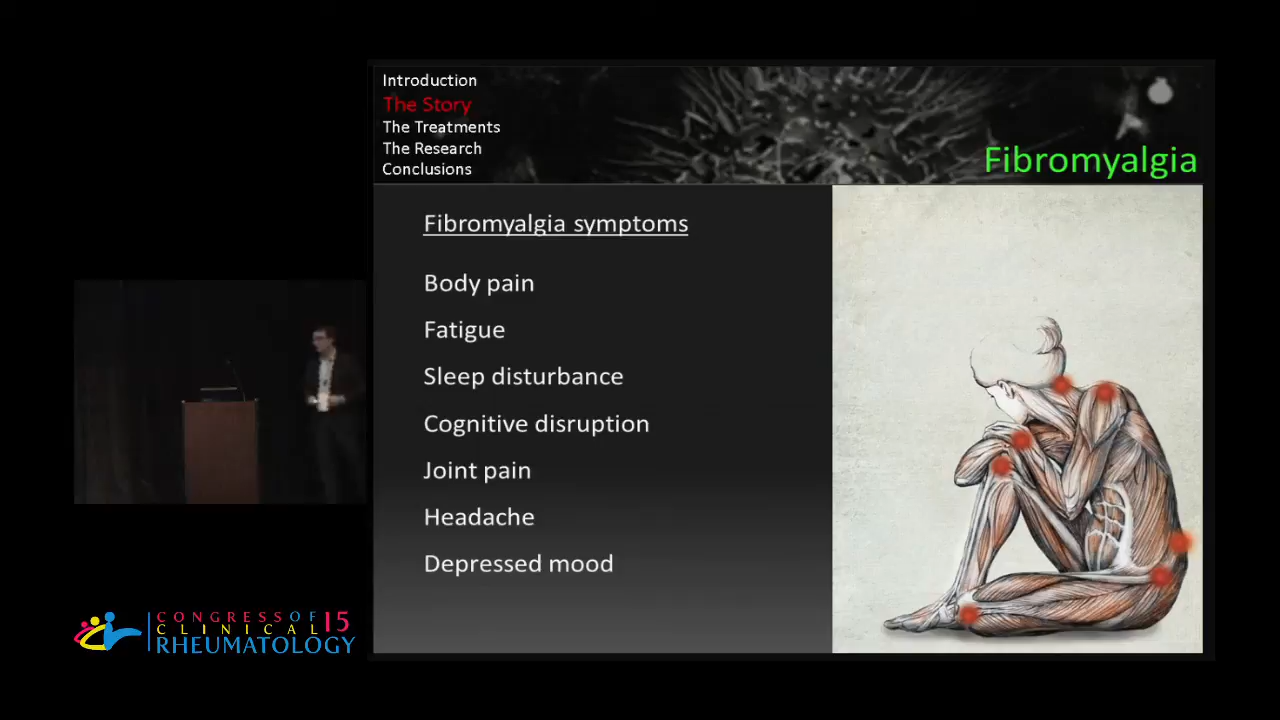 Introduction
The Story
The Treatments
The Research
Conclusions
Fibromyalgia
Fibromyalgia symptoms
Body pain
Fatigue
Sleep disturbance
Cognitive disruption
Joint pain
Headache
Depressed mood
CONGRESS OF 15
CLINICAL
RHEUMATOLOGY